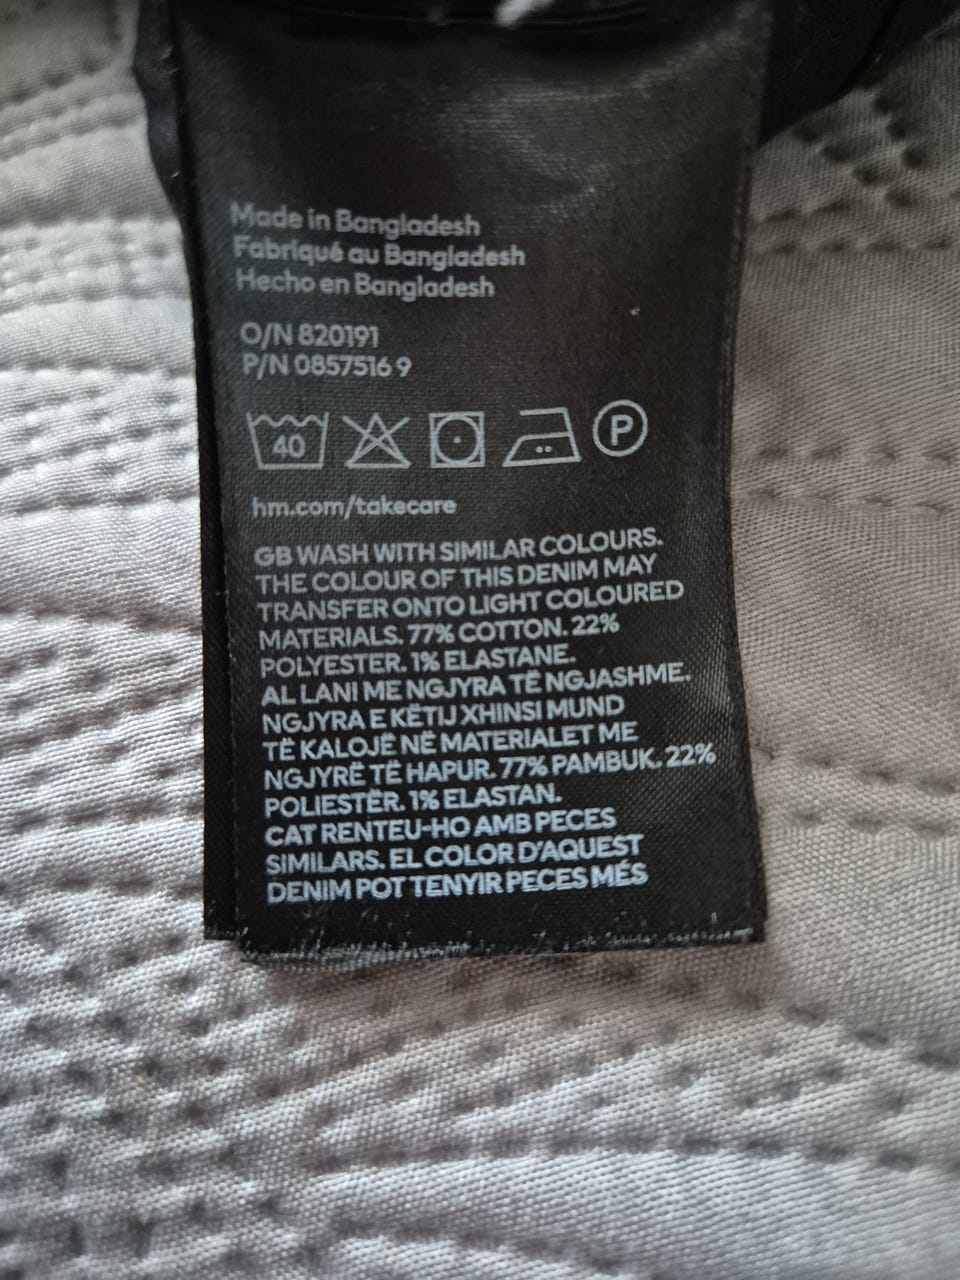 Made in Bangladesh
Fabriqué au Bangladesh
Hecho en Bangladesh
O/N 820191
P/N 0857516 9
40 P
hm.com/takecare
GB WASH WITH SIMILAR COLOURS.
THE COLOUR OF THIS DENIM MAY
TRANSFER ONTO LIGHT COLOURED
MATERIALS. 77% COTTON. 22%
POLYESTER. 1% ELASTANE.
AL LANI ME NGJYRA TË NGJASHME.
NGJYRA E KËTIJ XHINSI MUND
TË KALOJË NË MATERIALET ME
NGJYRË TË HAPUR. 77% PAMBUK. 22%
POLIESTËR. 1% ELASTAN.
CAT RENTEU-HO AMB PECES
SIMILARS. EL COLOR D'AQUEST
DENIM POT TENYIR PECES MÉS